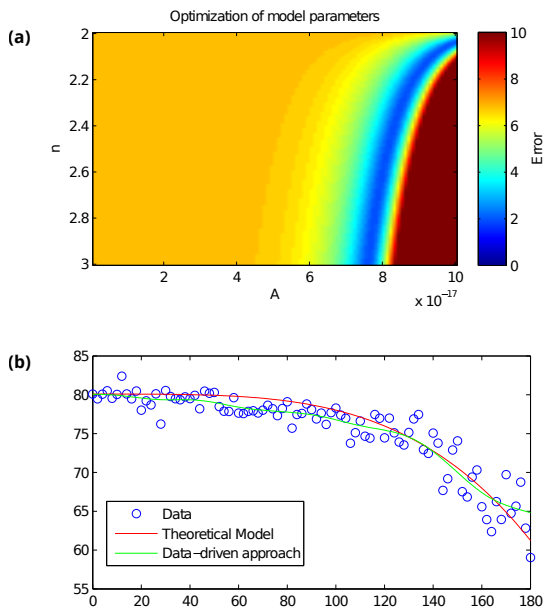 Optimization of model parameters
(a)
2
2.2
2.4
2.6
2.8
3
n
0
2
4
6
8
10
A
x 10⁻¹⁷
10
8
6
4
2
0
Error
(b)
85
80
75
70
65
60
55
Data
Theoretical Model
Data-driven approach
0 20 40 60 80 100 120 140 160 180